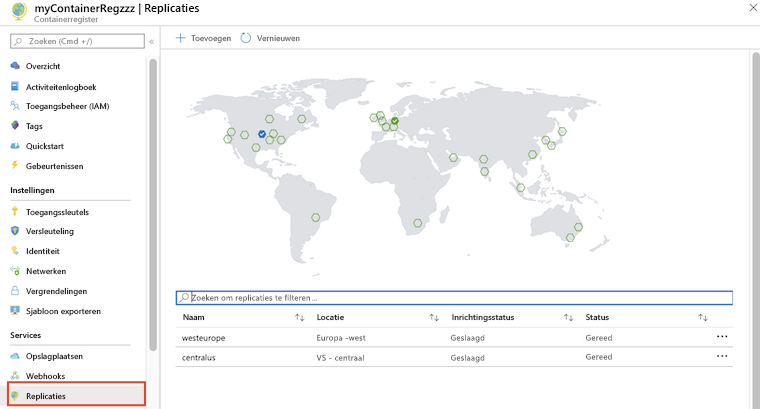 myContainerRegzzz | Replicaties
Containerregister
Zoeken (Cmd +/)
Toevoegen
Vernieuwen
Overzicht
Activiteitenlogboek
Toegangsbeheer (IAM)
Tags
Quickstart
Gebeurtenissen
Instellingen
Toegangssleutels
Versleuteling
Identiteit
Netwerken
Vergrendelingen
Sjabloon exporteren
Services
Opslagplaatsen
Webhooks
Replicaties
Zoeken om replicaties te filteren...
Naam Locatie Inrichtingsstatus Status
westeurope Europa -west Geslaagd Gereed
centralus VS - centraal Geslaagd Gereed